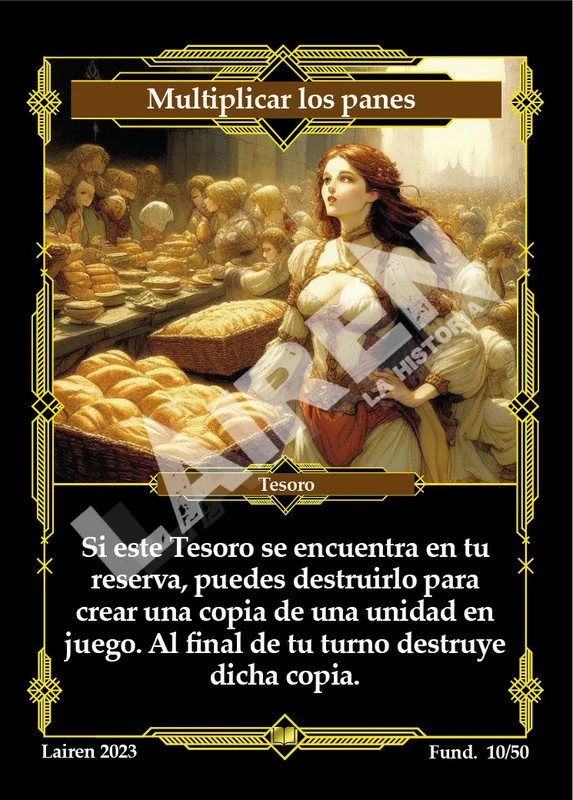 Multiplicar los panes
LAIREN
LA HISTORIA
Tesoro
Si este Tesoro se encuentra en tu
reserva, puedes destruirlo para
crear una copia de una unidad en
juego. Al final de tu turno destruye
dicha copia.
Lairen 2023
Fund. 10/50